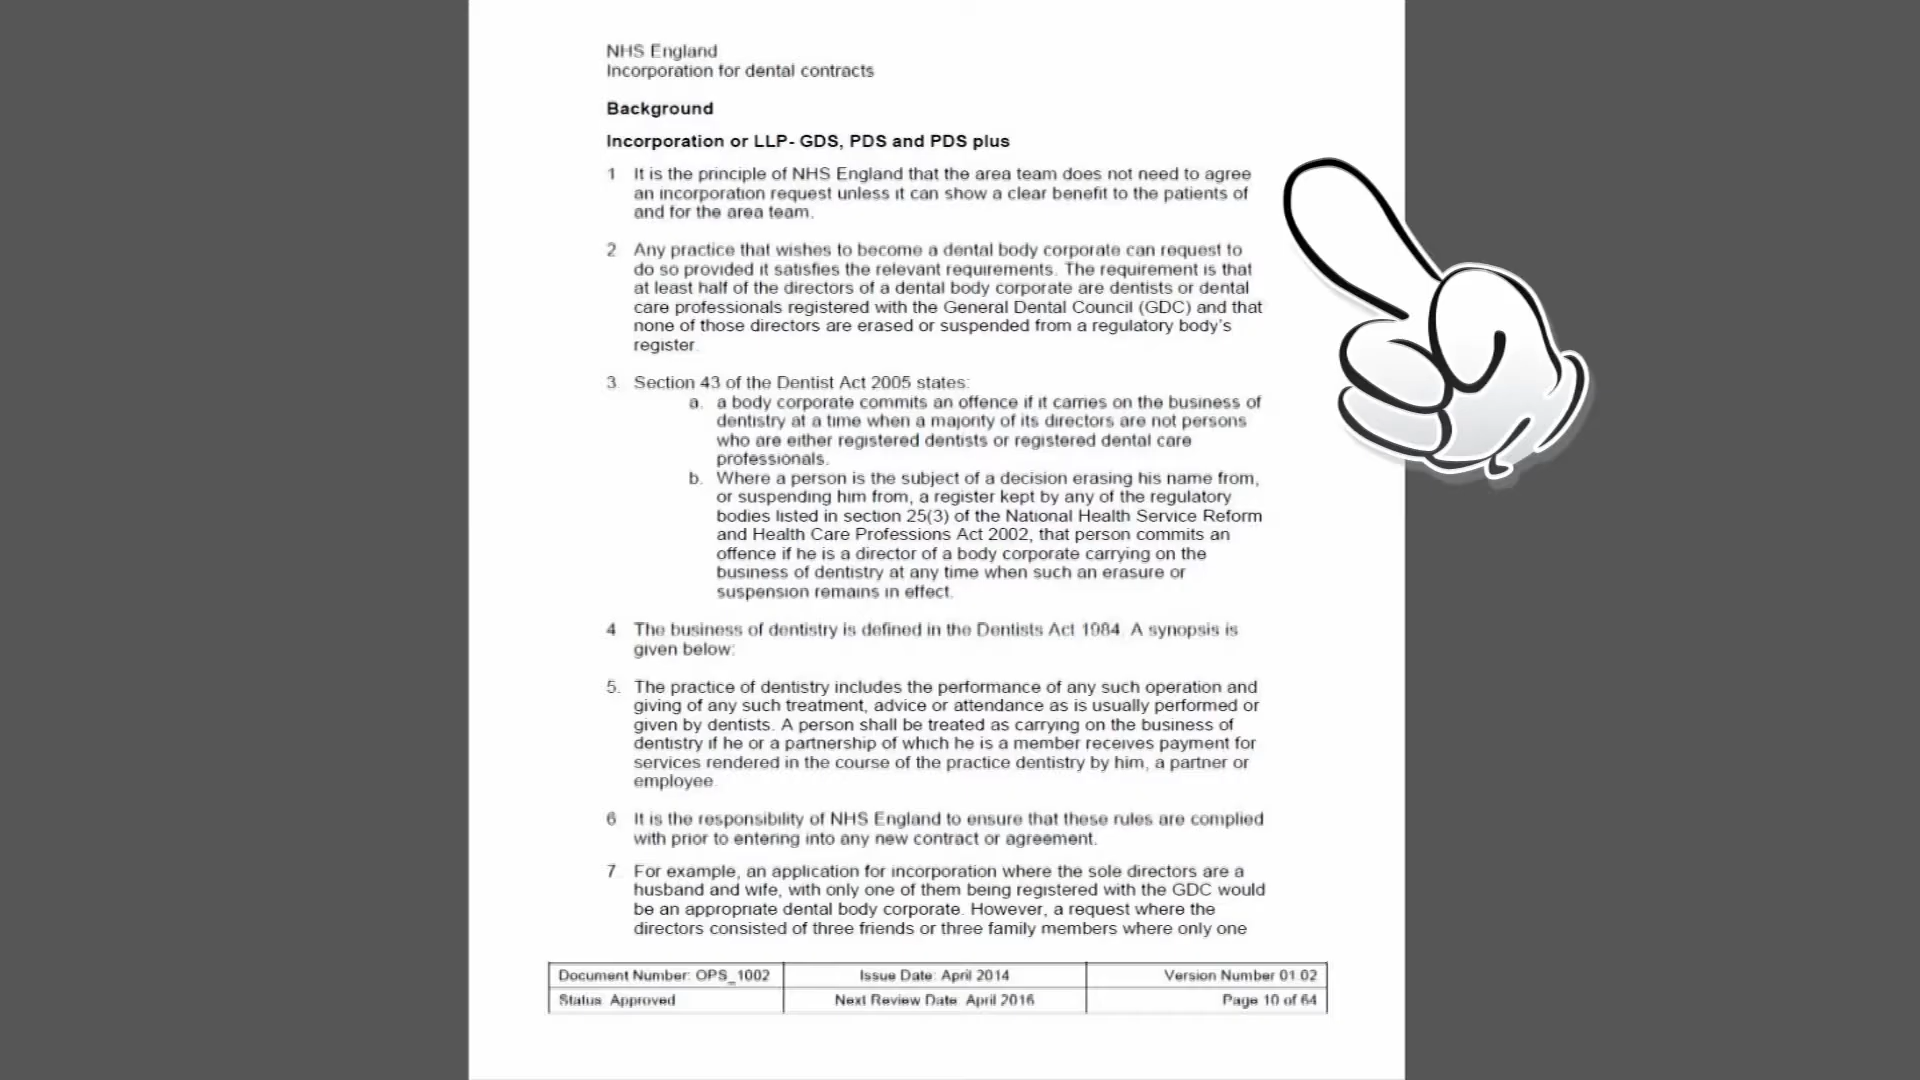 NHS England
Incorporation for dental contracts
Background
Incorporation or LLP- GDS, PDS and PDS plus
1 It is the principle of NHS England that the area team does not need to agree
an incorporation request unless it can show a clear benefit to the patients of
and for the area team.
2 Any practice that wishes to become a dental body corporate can request to
do so provided it satisfies the relevant requirements. The requirement is that
at least half of the directors of a dental body corporate are dentists or dental
care professionals registered with the General Dental Council (GDC) and that
none of those directors are erased or suspended from a regulatory body's
register.
3. Section 43 of the Dentist Act 2005 states:
a. a body corporate commits an offence if it carries on the business of
dentistry at a time when a majority of its directors are not persons
who are either registered dentists or registered dental care
professionals.
b. Where a person is the subject of a decision erasing his name from,
or suspending him from, a register kept by any of the regulatory
bodies listed in section 25(3) of the National Health Service Reform
and Health Care Professions Act 2002, that person commits an
offence if he is a director of a body corporate carrying on the
business of dentistry at any time when such an erasure or
suspension remains in effect.
4 The business of dentistry is defined in the Dentists Act 1984. A synopsis is
given below:
5. The practice of dentistry includes the performance of any such operation and
giving of any such treatment, advice or attendance as is usually performed or
given by dentists. A person shall be treated as carrying on the business of
dentistry if he or a partnership of which he is a member receives payment for
services rendered in the course of the practice dentistry by him, a partner or
employee.
6 It is the responsibility of NHS England to ensure that these rules are complied
with prior to entering into any new contract or agreement.
7 For example, an application for incorporation where the sole directors are a
husband and wife, with only one of them being registered with the GDC would
be an appropriate dental body corporate. However, a request where the
directors consisted of three friends or three family members where only one
Document Number: OPS_1002 Issue Date: April 2014 Version Number 01.02
Status: Approved Next Review Date: April 2016 Page 10 of 64